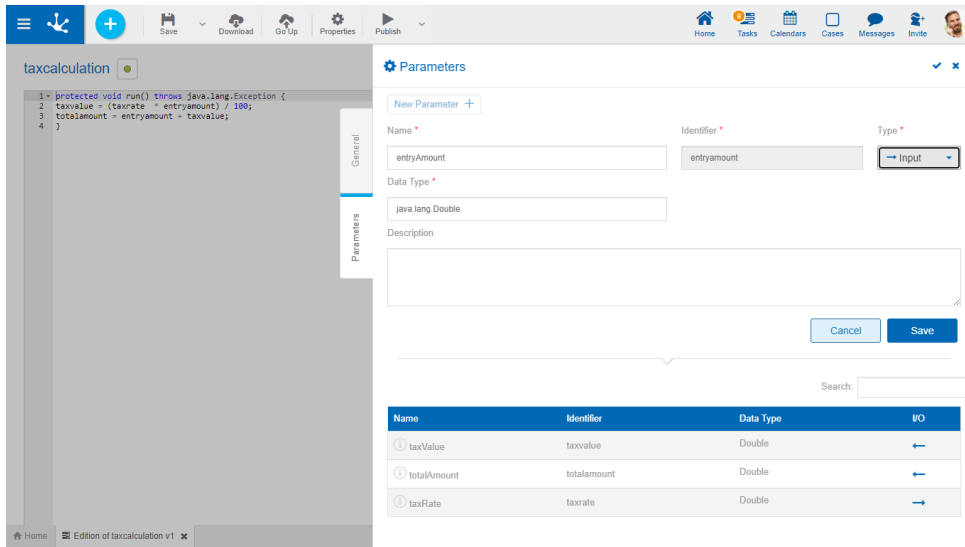 Save
Download
Go Up
Properties
Publish
Home
9
Tasks
Calendars
Cases
Messages
Invite
taxcalculation
1 protected void run() throws java.lang.Exception {
2 taxvalue = (taxrate * entryamount) / 100;
3 totalamount = entryamount + taxvalue;
4 }
General
Parameters
Parameters
New Parameter +
Name *
Identifier *
Type *
entryAmount
entryamount
Input
Data Type *
java.lang.Double
Description
Cancel
Save
Search:
Name Identifier Data Type I/O
taxValue taxvalue Double
totalAmount totalamount Double
taxRate taxrate Double
Home
Edition of taxcalculation v1